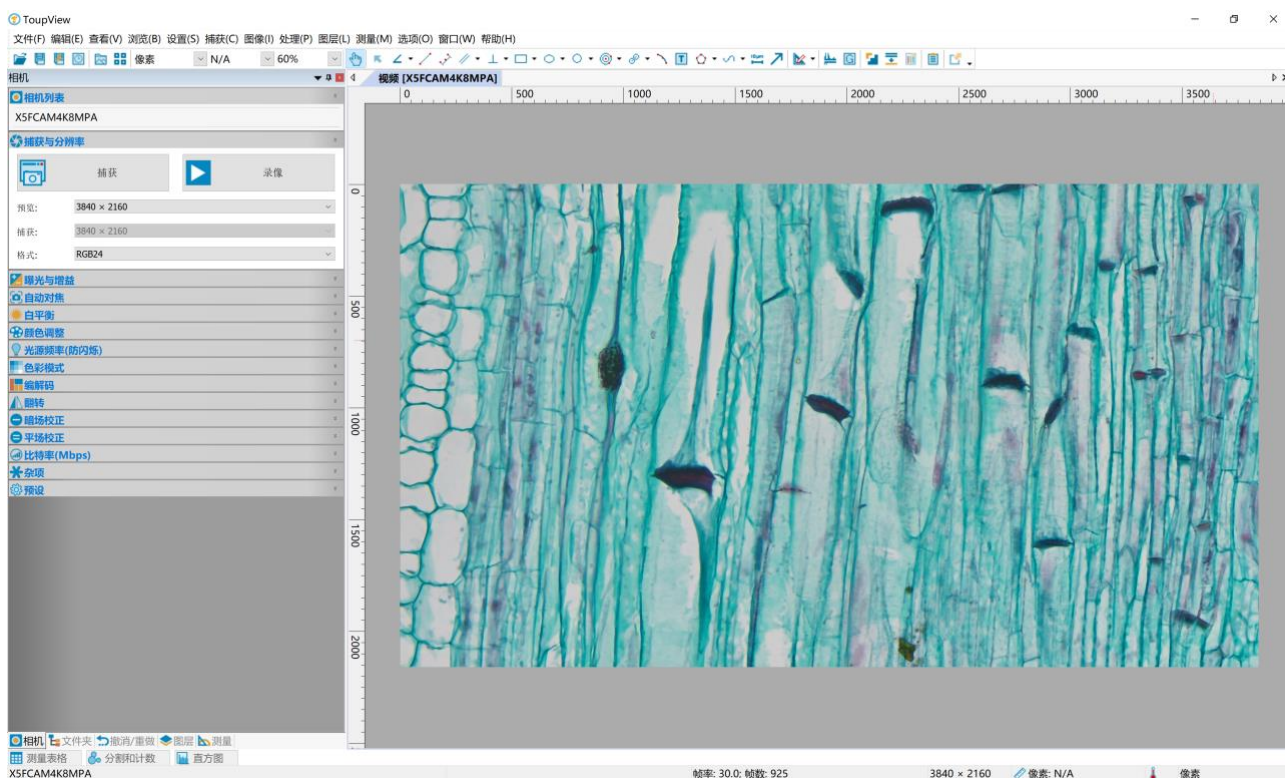 ToupView
文件(F) 编辑(E) 查看(V) 浏览(B) 设置(S) 捕获(C) 图像(I) 处理(P) 图层(L) 测量(M) 选项(O) 窗口(W) 帮助(H)
像素 N/A 60%
相机
视频 [X5FCAM4K8MPA]
0 500 1000 1500 2000 2500 3000 3500
相机列表
X5FCAM4K8MPA
捕获与分辨率
捕获 录像
预览: 3840 × 2160
捕获: 3840 × 2160
格式: RGB24
曝光与增益
自动对焦
白平衡
颜色调整
光源频率(防闪烁)
色彩模式
编解码
翻转
暗场校正
平场校正
比特率(Mbps)
杂项
预设
0
500
1000
1500
2000
相机 文件夹 撤消/重做 图层 测量
测量表格 分割和计数 直方图
X5FCAM4K8MPA 帧率: 30.0; 帧数: 925 3840 × 2160 像素: N/A 像素